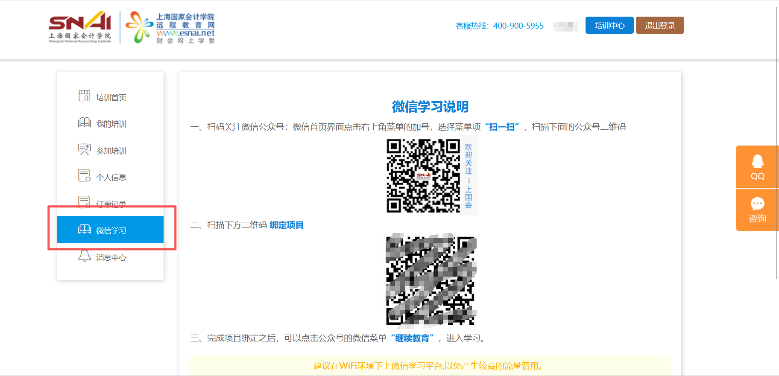 SNAI
上海国家会计学院
Shanghai National Accounting Institute
上海国家会计学院
远程教育网
www.esnai.net
财会网上学堂
客服热线: 400-900-5955
培训中心
退出登录
培训首页
我的培训
参加培训
个人信息
订单记录
微信学习
消息中心
微信学习说明
一、扫码关注微信公众号：微信首页界面点击右上角菜单的加号，选择菜单项“扫一扫”，扫描下面的公众号二维码
欢迎关注—上国会
二、扫描下方二维码 绑定项目
三、完成项目绑定之后，可以点击公众号的微信菜单“继续教育”，进入学习。
建议在WiFi环境下上微信学习平台,以免产生较高的流量费用。
QQ
咨询